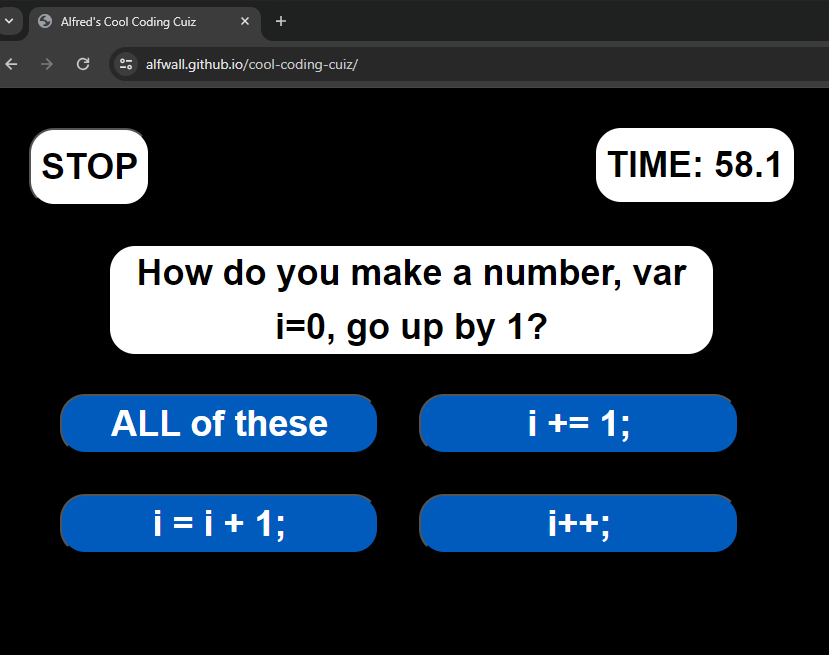 Alfred's Cool Coding Cuiz
alfwall.github.io/cool-coding-cuiz/
STOP
TIME: 58.1
How do you make a number, var
i=0, go up by 1?
ALL of these
i += 1;
i = i + 1;
i++;